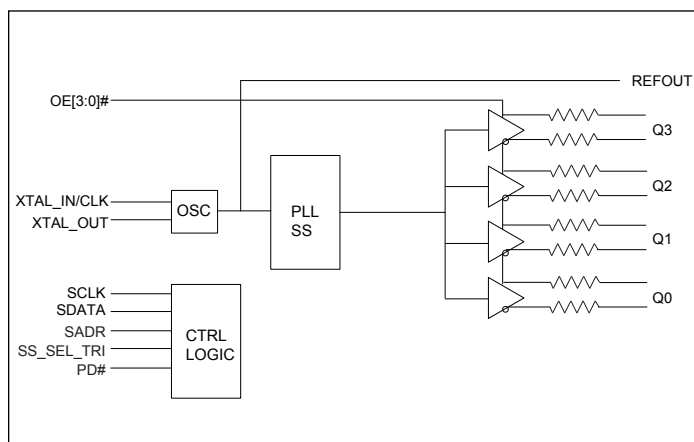 REFOUT
OE[3:0]#
Q3
Q2
XTAL_IN/CLK
OSC
XTAL_OUT
PLL
SS
Q1
Q0
SCLK
SDATA
SADR
SS_SEL_TRI
PD#
CTRL
LOGIC